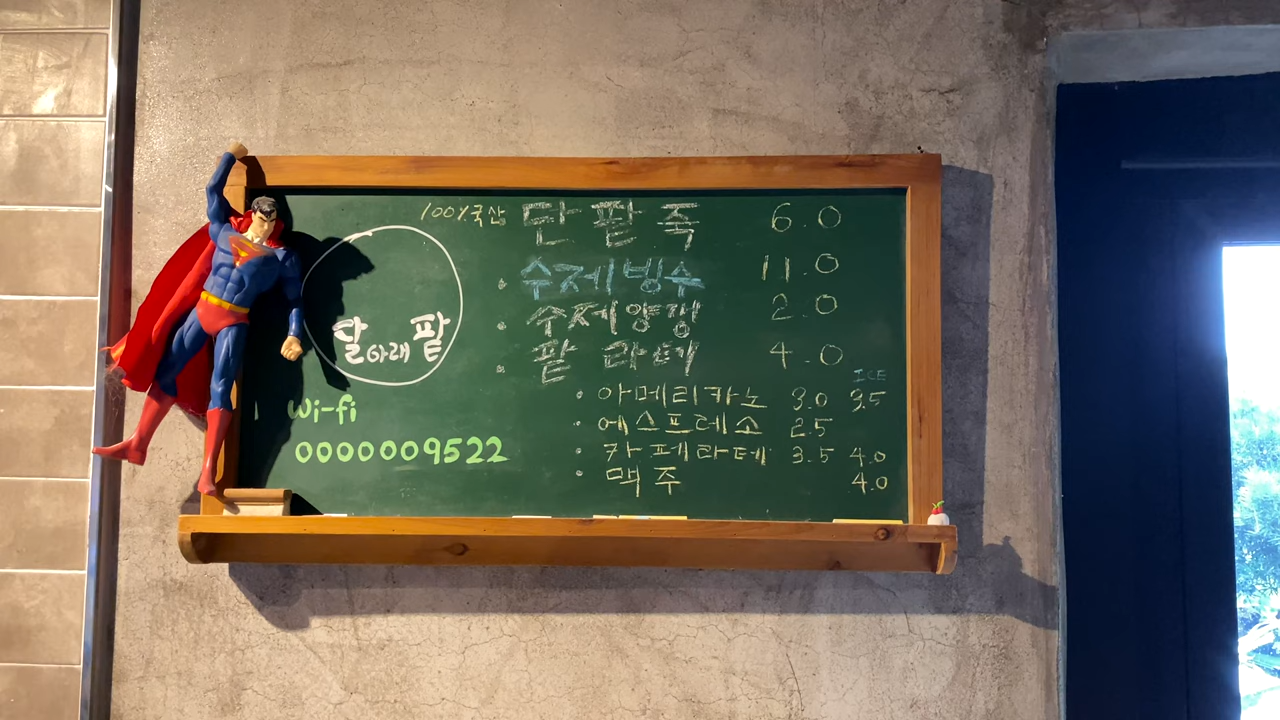 100% 국산 단팥죽 6.0
· 수제빙수 11.0
· 수제양갱 2.0
· 팥 라떼 4.0
달아래팥
ICE
· 아메리카노 3.0 3.5
· 에스프레소 2.5
· 카페라떼 3.5 4.0
· 맥주 4.0
Wi-fi
0000009522